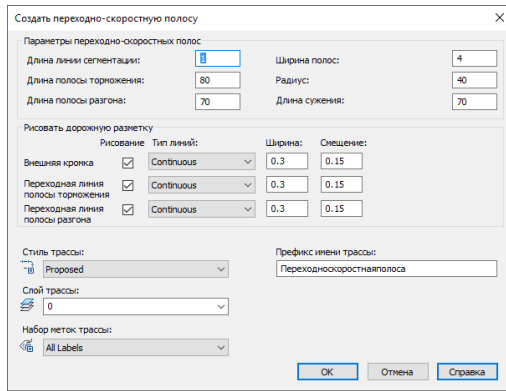 Создать переходно-скоростную полосу
Параметры переходно-скоростных полос
Длина линии сегментации: 1 Ширина полос: 4
Длина полосы торможения: 80 Радиус: 40
Длина полосы разгона: 70 Длина сужения: 70
Рисовать дорожную разметку
Рисование Тип линий: Ширина: Смещение:
Внешняя кромка Continuous 0.3 0.15
Переходная линия
полосы торможения Continuous 0.3 0.15
Переходная линия
полосы разгона Continuous 0.3 0.15
Стиль трассы: Префикс имени трассы:
Proposed Переходноскоростнаяполоса
Слой трассы:
0
Набор меток трассы:
All Labels
OK Отмена Справка